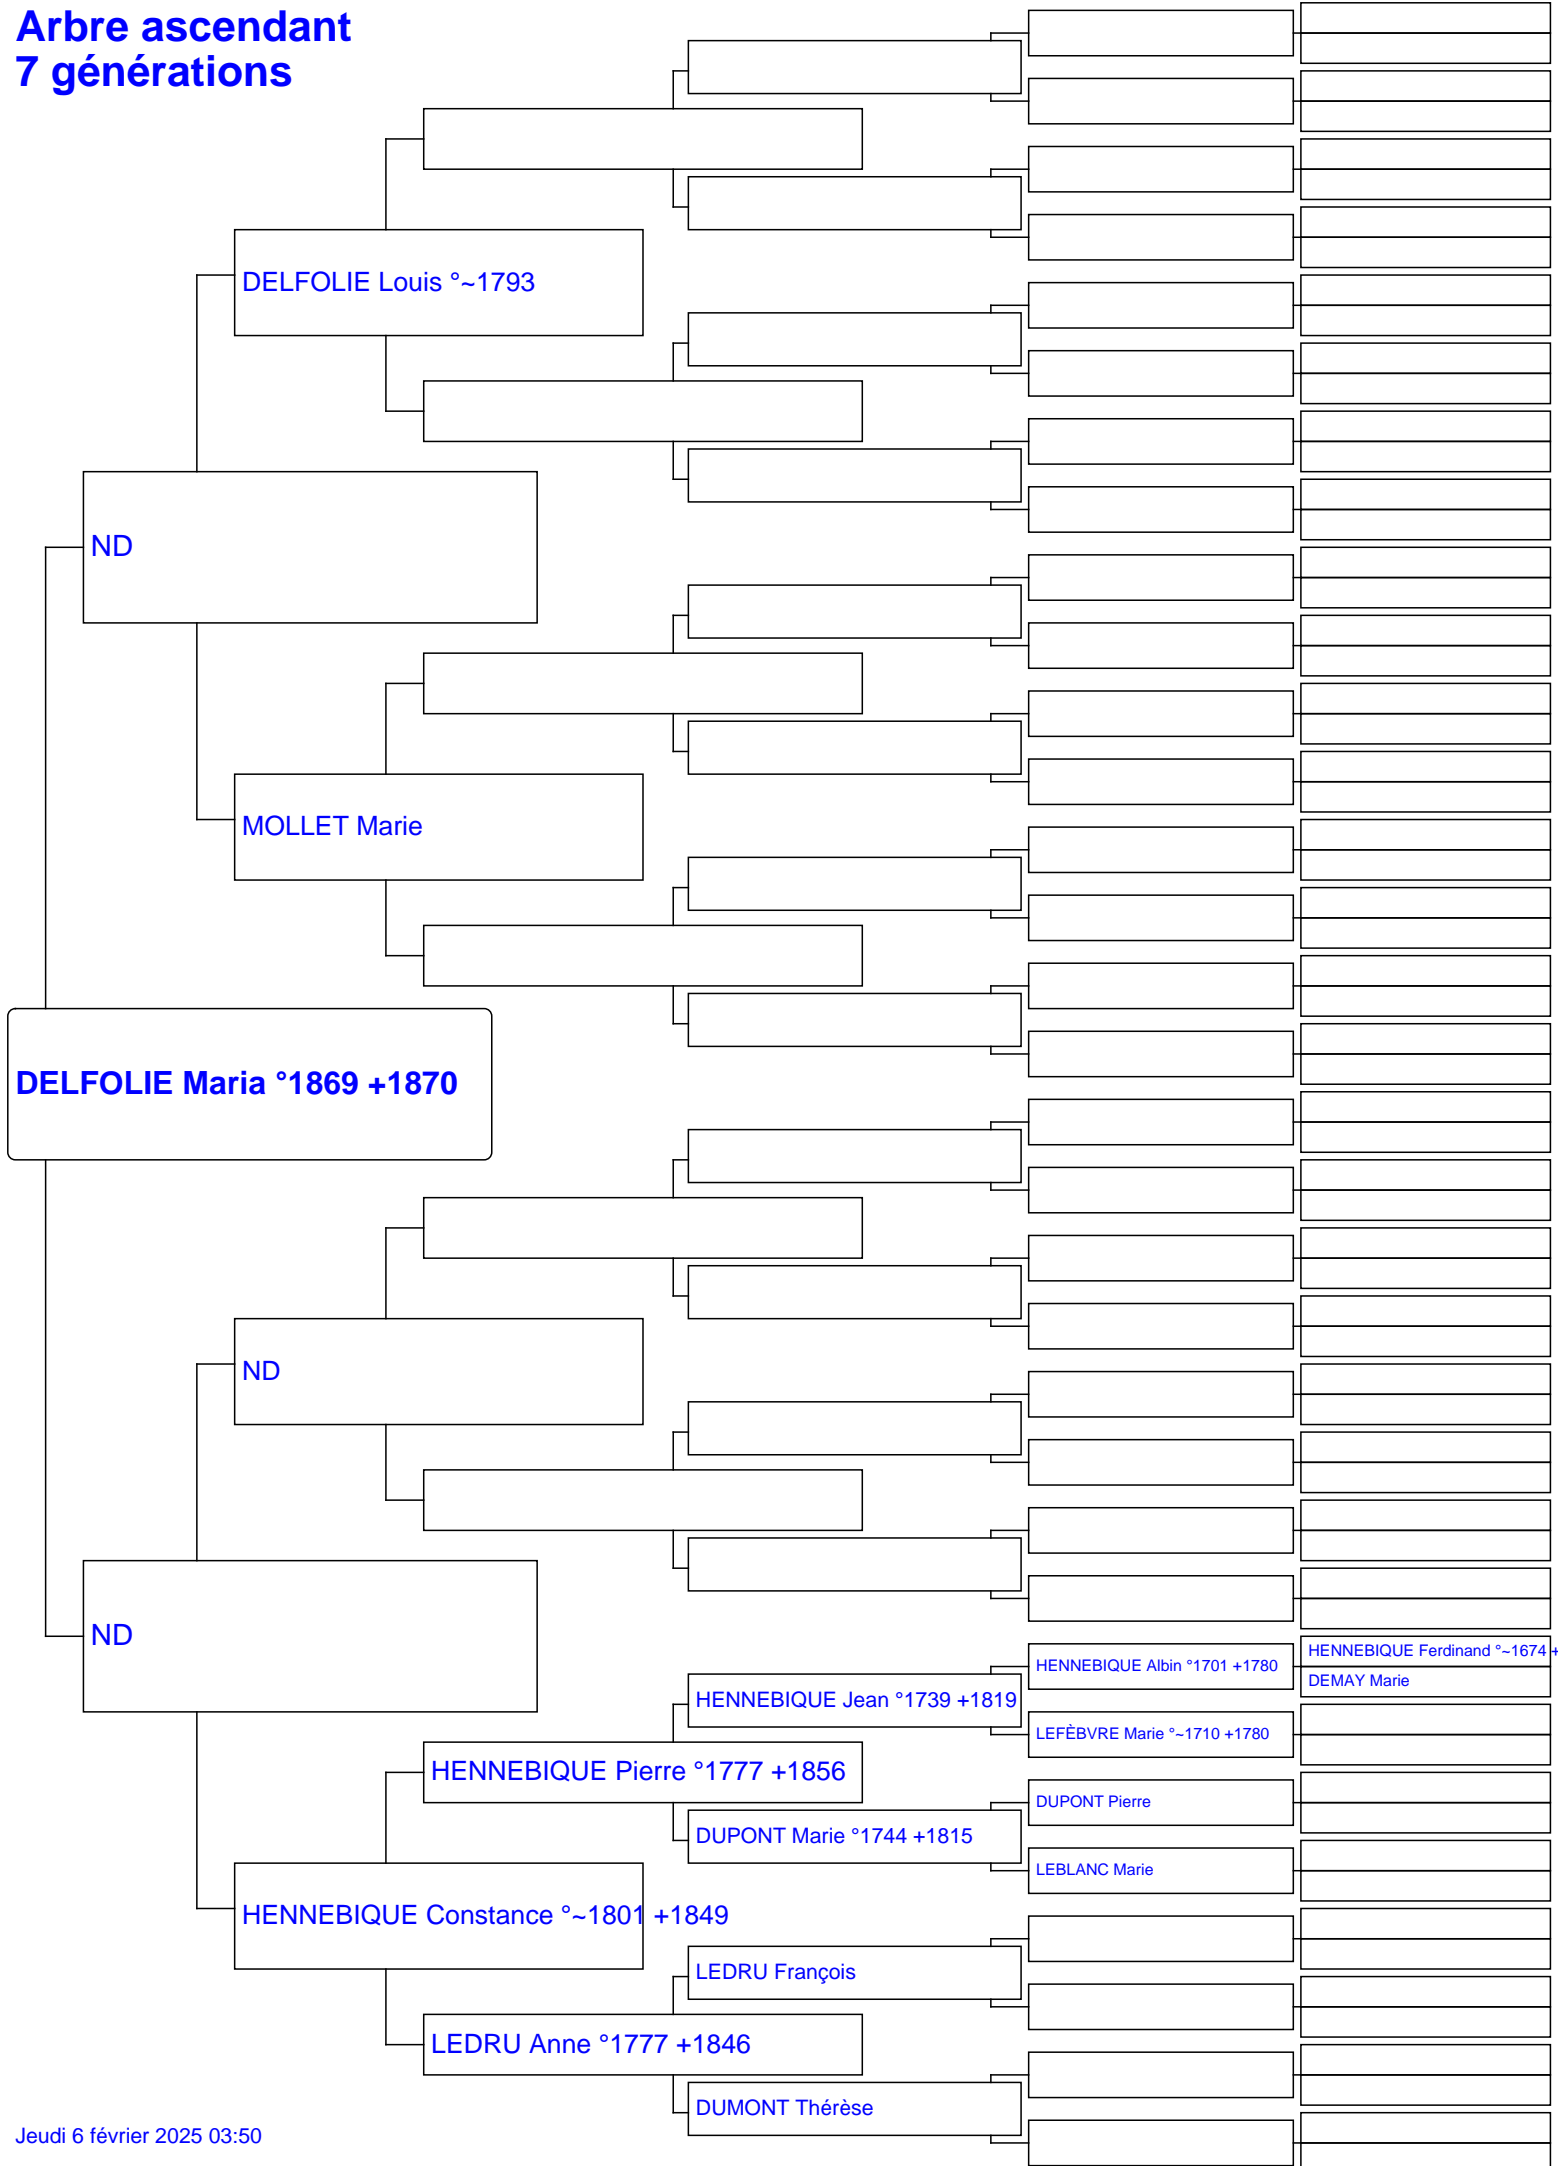 Arbre ascendant
7 générations
DELFOLIE Louis °~1793
ND
MOLLET Marie
DELFOLIE Maria °1869 +1870
ND
ND
HENNEBIQUE Ferdinand °~1674 +
HENNEBIQUE Albin °1701 +1780
DEMAY Marie
HENNEBIQUE Jean °1739 +1819
LEFÈBVRE Marie °~1710 +1780
HENNEBIQUE Pierre °1777 +1856
DUPONT Pierre
DUPONT Marie °1744 +1815
LEBLANC Marie
HENNEBIQUE Constance °~1801 +1849
LEDRU François
LEDRU Anne °1777 +1846
DUMONT Thérèse
Jeudi 6 février 2025 03:50